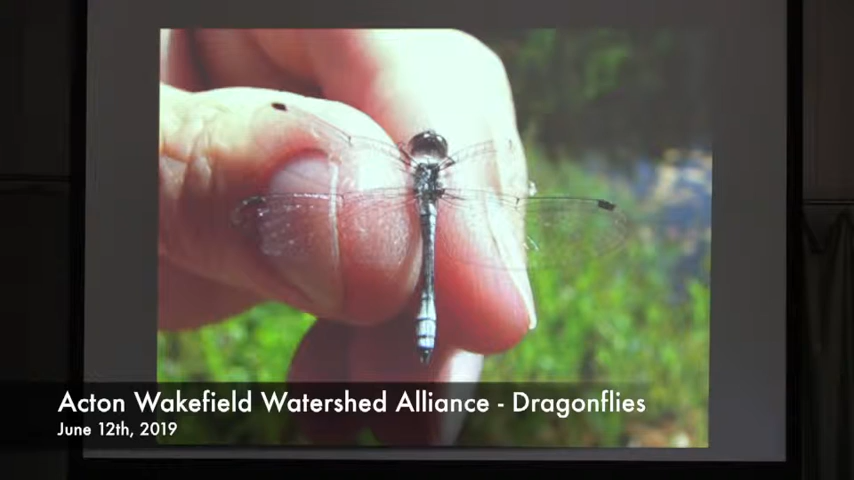 Acton Wakefield Watershed Alliance - Dragonflies
June 12th, 2019